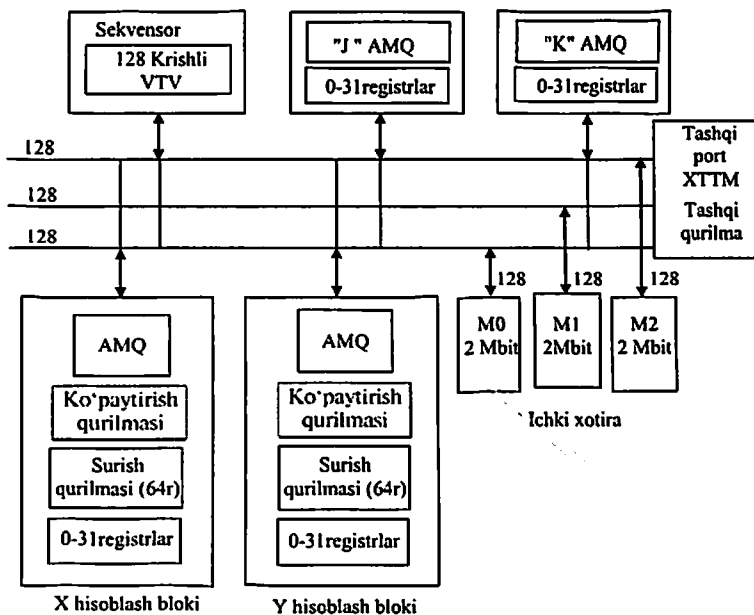 Sekvensor
128 Krishli
VTV
"J" AMQ
0-31registrlar
"K" AMQ
0-31registrlar
128
128
128
Tashqi
port
XTTM
Tashqi
qurilma
128
128
128
M0
2 Mbit
M1
2Mbit
M2
2 Mbit
Ichki xotira
AMQ
Ko‘paytirish
qurilmasi
Surish
qurilmasi (64r)
0-31registrlar
X hisoblash bloki
AMQ
Ko‘paytirish
qurilmasi
Surish
qurilmasi (64r)
0-31registrlar
Y hisoblash bloki